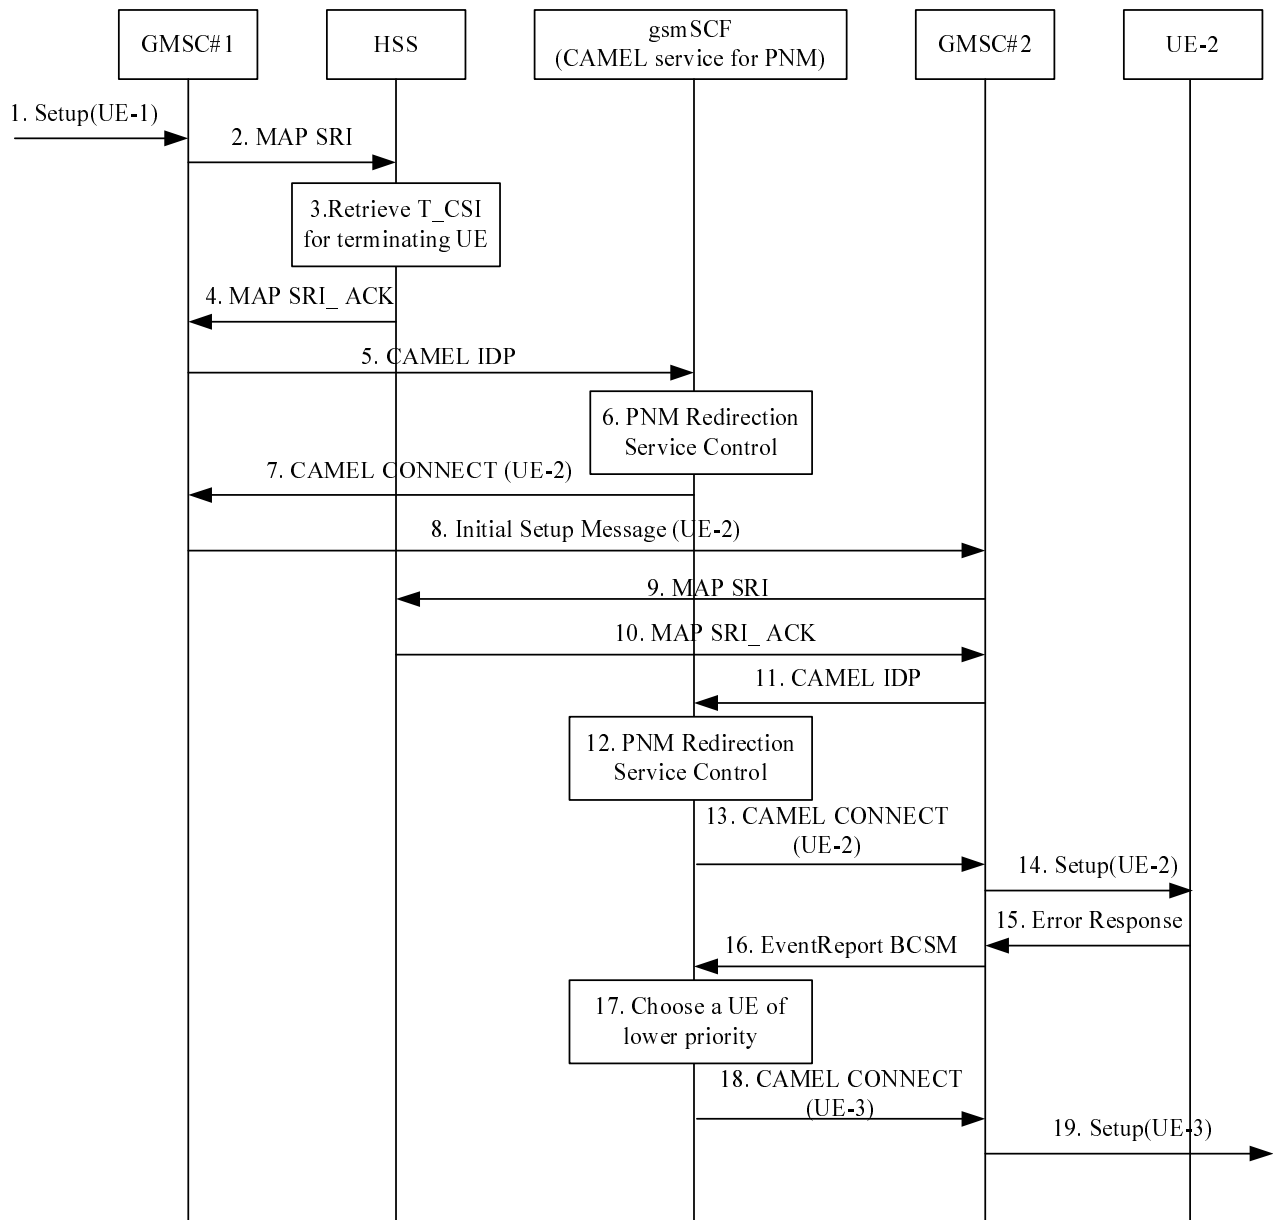 GMSC#1
HSS
gsmSCF
(CAMEL service for PNM)
GMSC#2
UE-2
1. Setup(UE-1)
2. MAP SRI
3.Retrieve T_CSI
for terminating UE
4. MAP SRI_ ACK
5. CAMEL IDP
6. PNM Redirection
Service Control
7. CAMEL CONNECT (UE-2)
8. Initial Setup Message (UE-2)
9. MAP SRI
10. MAP SRI_ ACK
11. CAMEL IDP
12. PNM Redirection
Service Control
13. CAMEL CONNECT
(UE-2)
14. Setup(UE-2)
15. Error Response
16. EventReport BCSM
17. Choose a UE of
lower priority
18. CAMEL CONNECT
(UE-3)
19. Setup(UE-3)